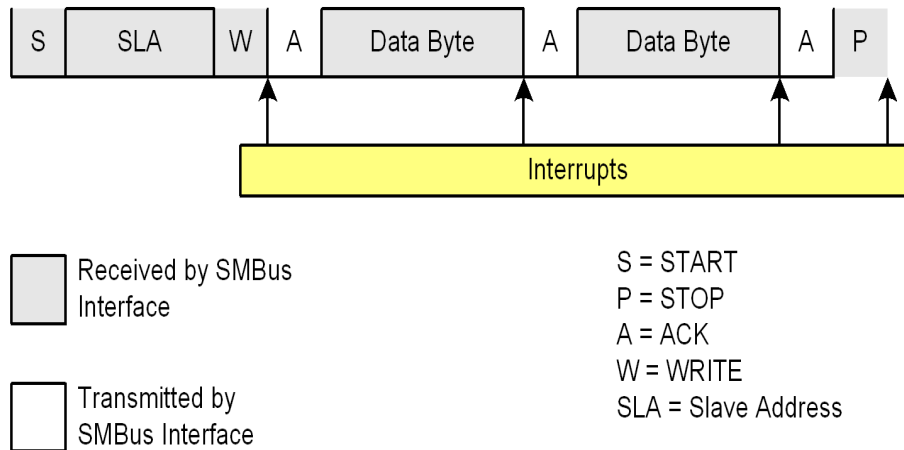 S SLA W A Data Byte A Data Byte A P
Interrupts
Received by SMBus
Interface
Transmitted by
SMBus Interface
S = START
P = STOP
A = ACK
W = WRITE
SLA = Slave Address